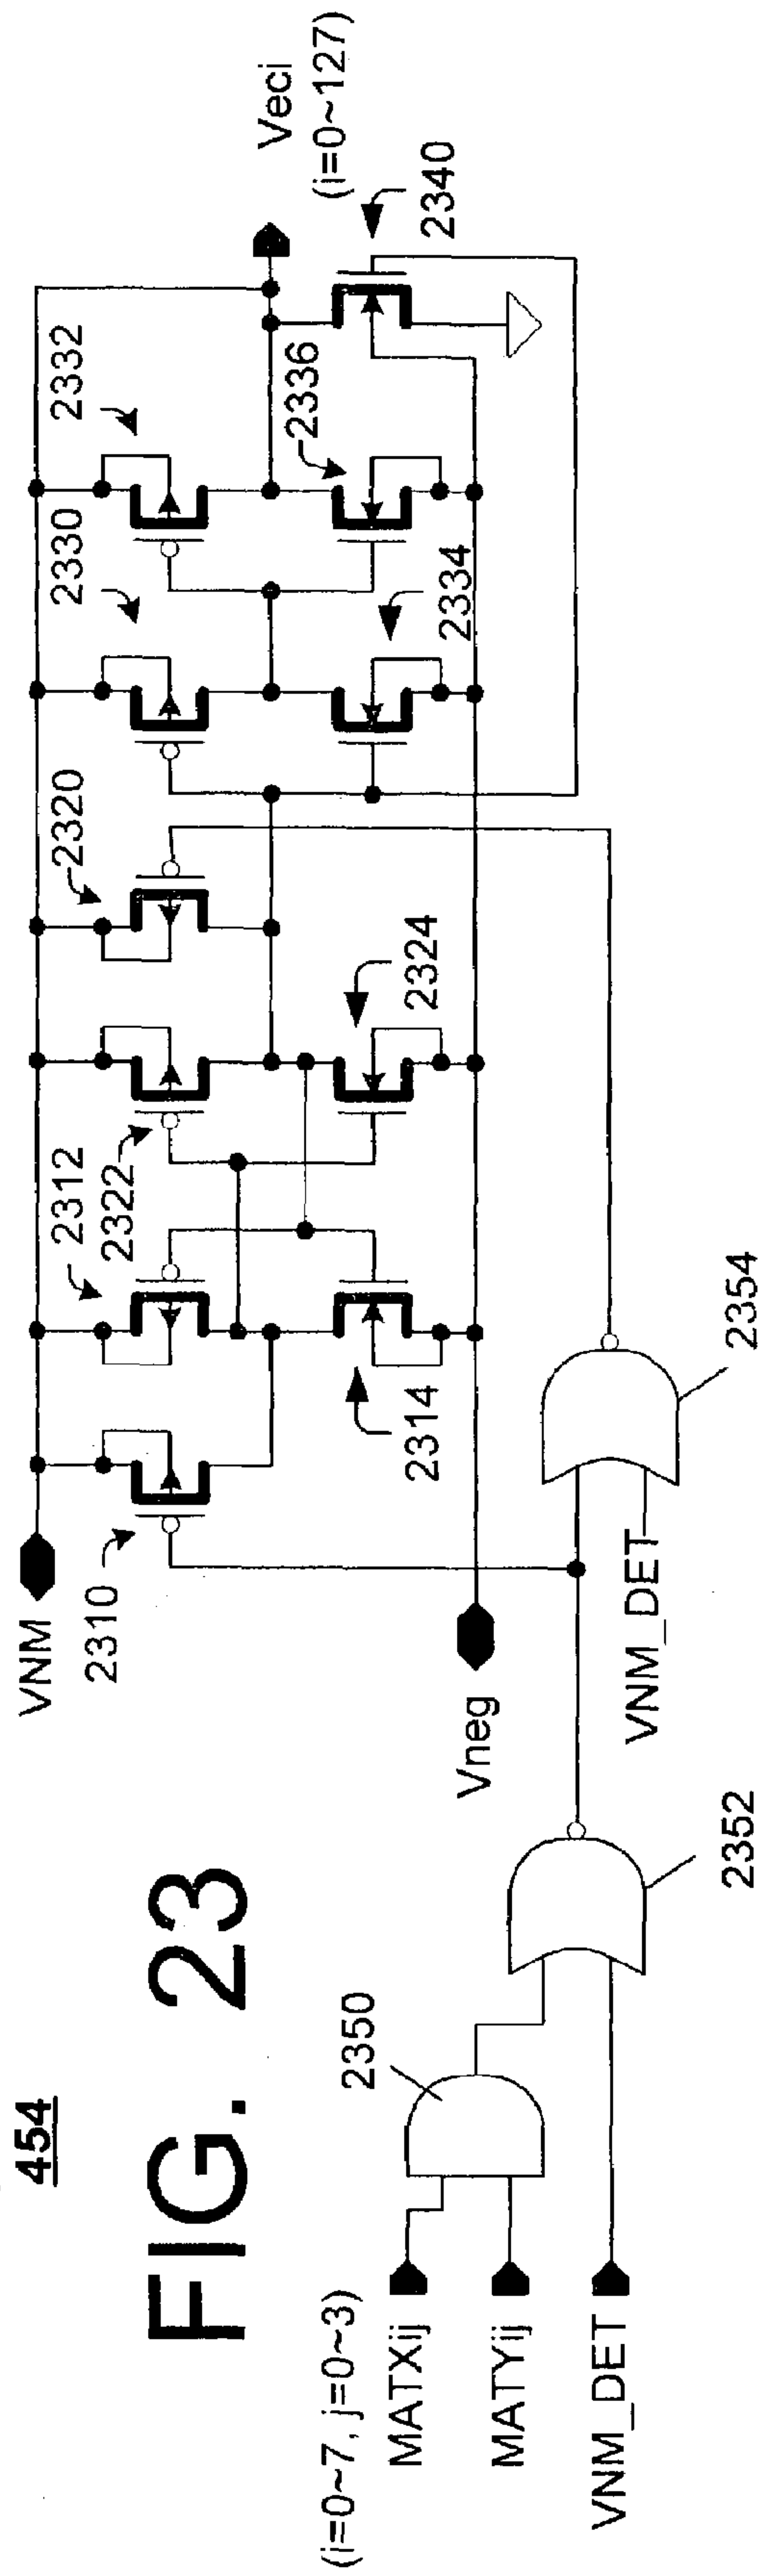 454
FIG. 23
VNM
Vneg
Veci
(i=0~127)
2310
2312
2314
2320
2322
2324
2330
2332
2334
2336
2340
(i=0~7, j=0~3)
MATXij
MATYij
VNM_DET
2350
2352
VNM_DET
2354